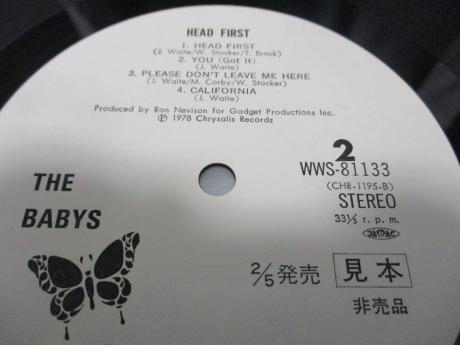 HEAD FIRST
1. HEAD FIRST
(J. Waite/W. Stocker/T. Brock)
2. YOU (Got It)
(J. Waite)
3. PLEASE DON'T LEAVE ME HERE
(J. Waite/M. Corby/W. Stocker)
4. CALIFORNIA
(J. Waite)
Produced by Ron Nevison for Gadget Productions Inc.
Ⓟ 1978 Chrysalis Records
2
WWS-81133
(CHR-1195-B)
STEREO
33⅓ r. p. m.
JASRAC
THE
BABYS
2/5発売 見本
非売品